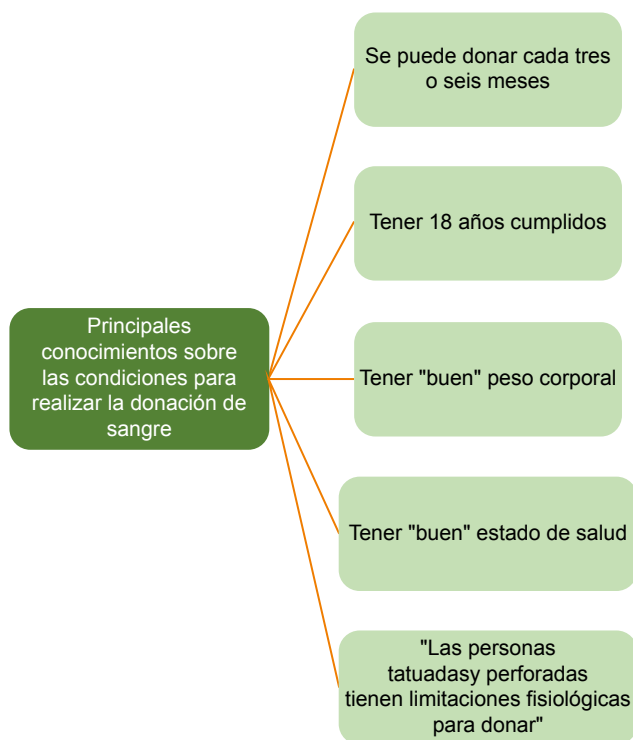 Se puede donar cada tres
o seis meses
Tener 18 años cumplidos
Principales
conocimientos sobre
las condiciones para
realizar la donación de
sangre
Tener "buen" peso corporal
Tener "buen" estado de salud
"Las personas
tatuadasy perforadas
tienen limitaciones fisiológicas
para donar"